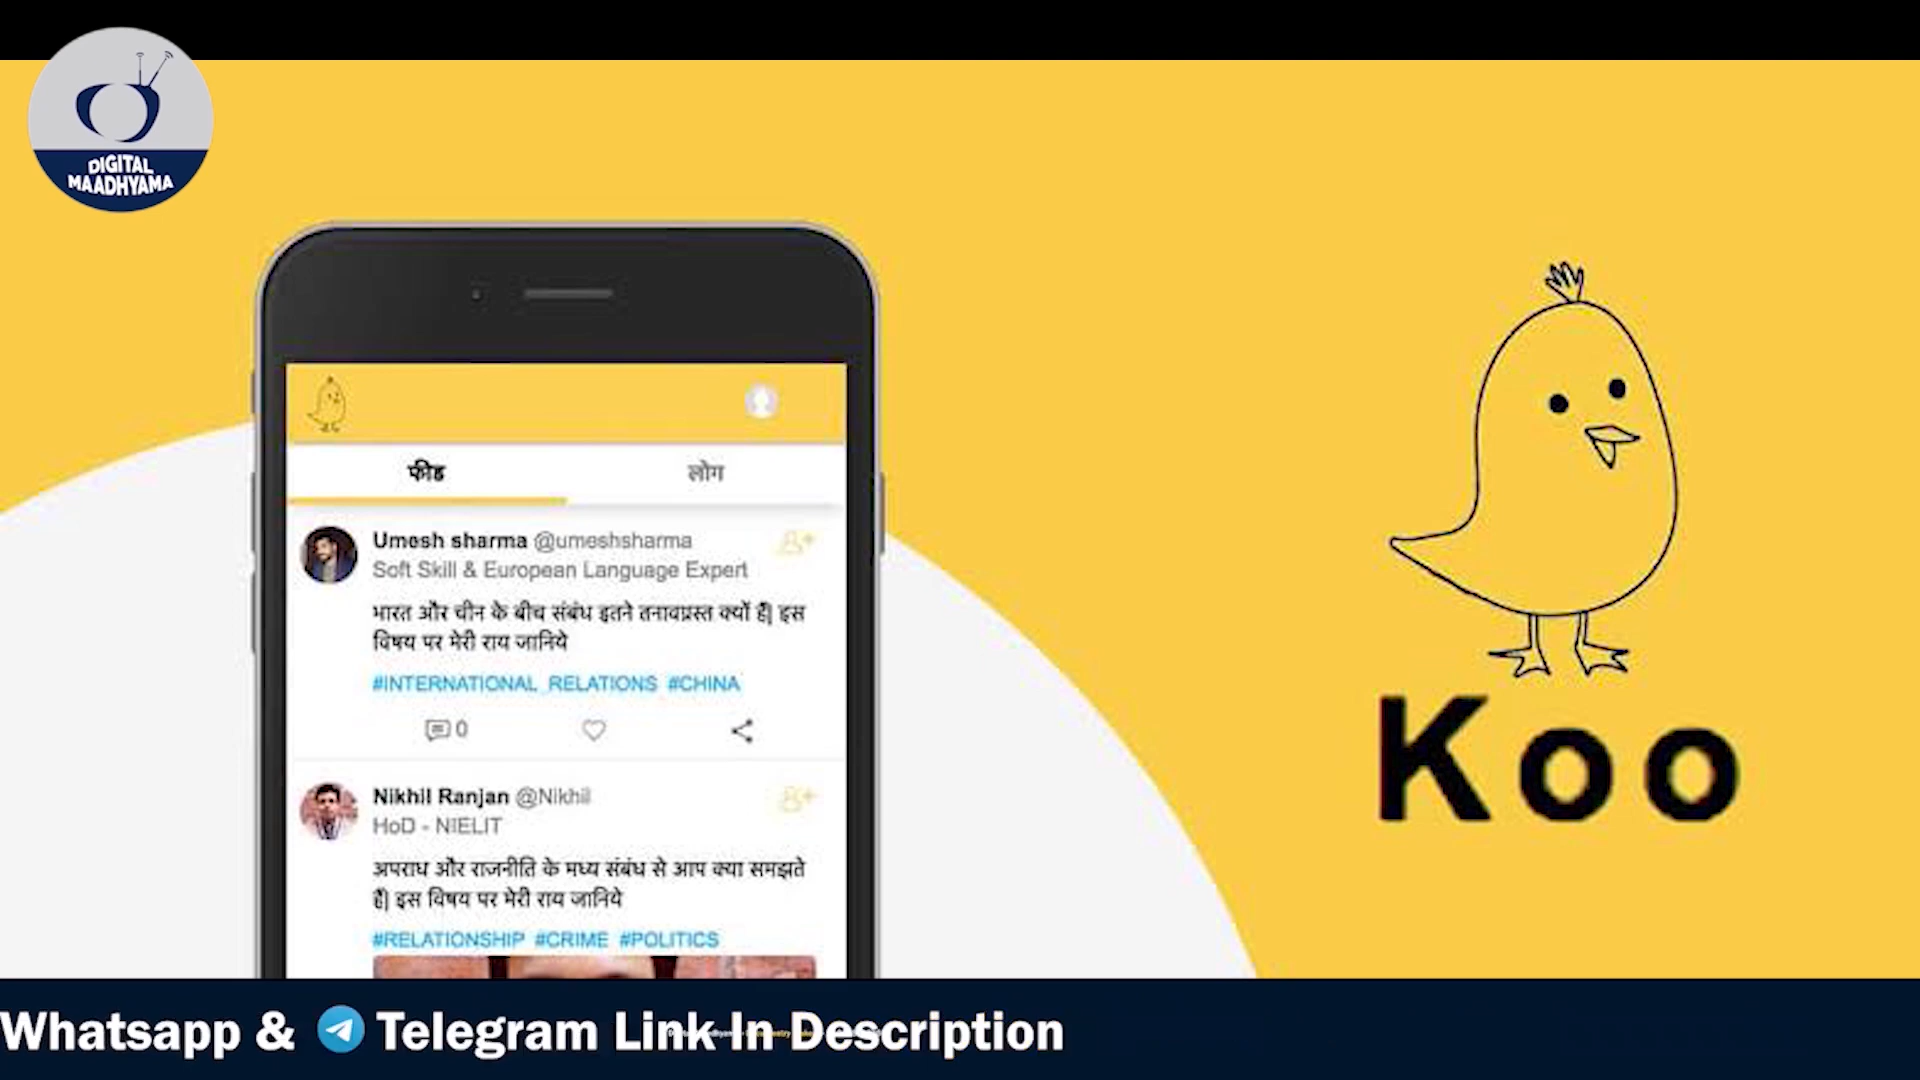 DIGITAL
MAADHYAMA
फीड
लोग
Umesh sharma @umeshsharma
Soft Skill & European Language Expert
भारत और चीन के बीच संबंध इतने तनावग्रस्त क्यों हैं| इस
विषय पर मेरी राय जानिये
#INTERNATIONAL_RELATIONS #CHINA
0
Nikhil Ranjan @Nikhil
HoD - NIELIT
अपराध और राजनीति के मध्य संबंध से आप क्या समझते
हैं| इस विषय पर मेरी राय जानिये
#RELATIONSHIP #CRIME #POLITICS
Koo
Whatsapp & Telegram Link In Description